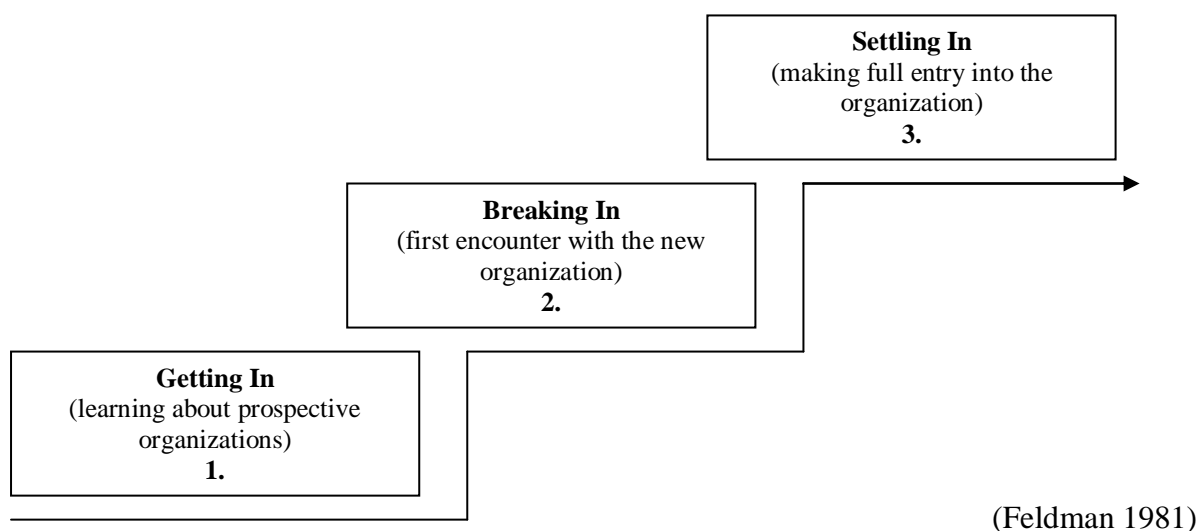 Settling In
(making full entry into the
organization)
3.
Breaking In
(first encounter with the new
organization)
2.
Getting In
(learning about prospective
organizations)
1.
(Feldman 1981)